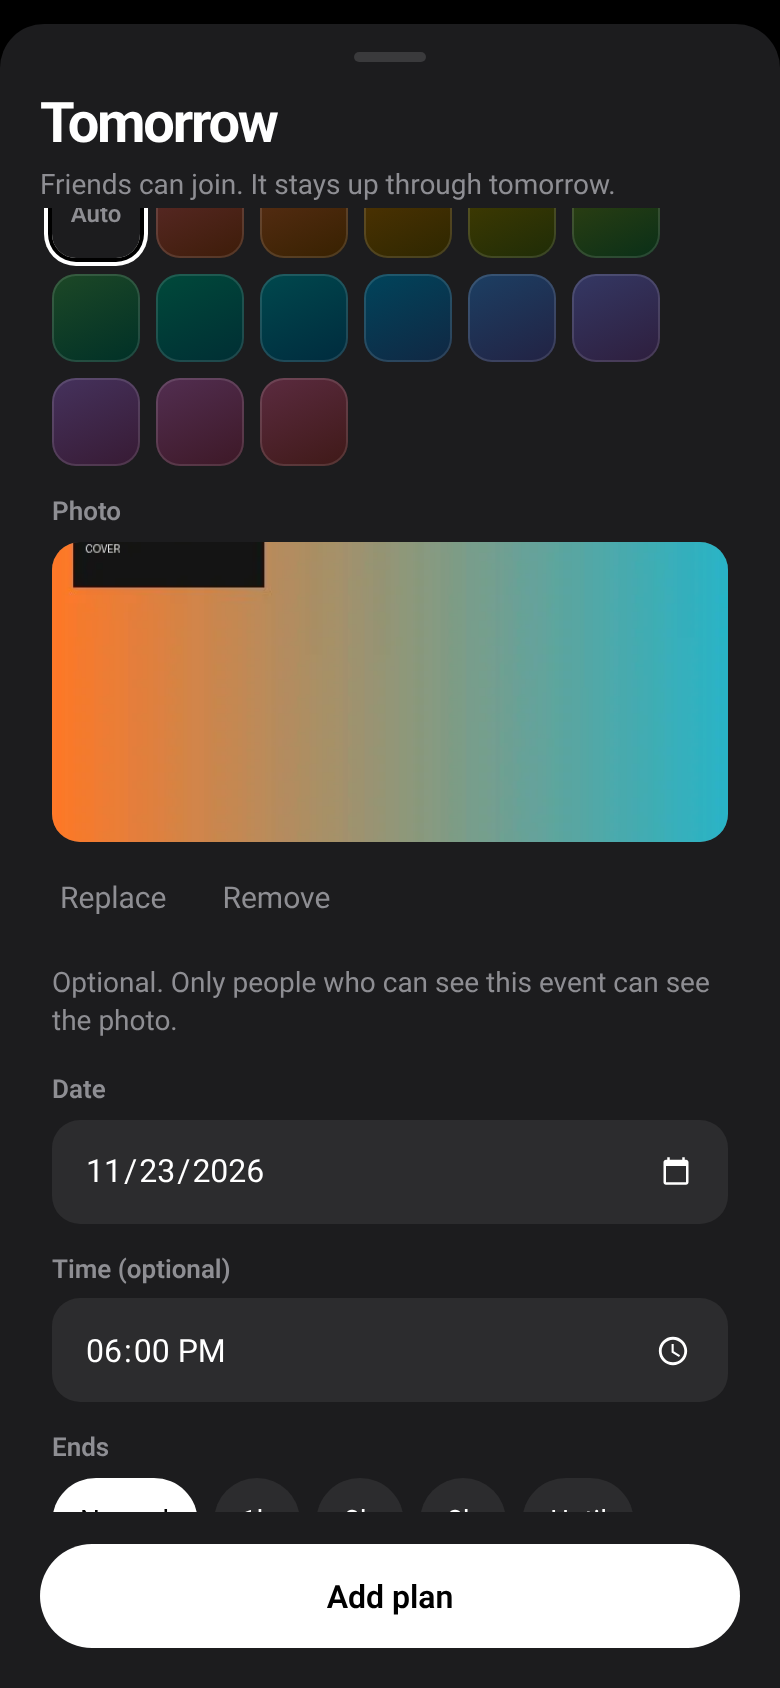 Tomorrow
Friends can join. It stays up through tomorrow.
Auto
Photo
COVER
Replace
Remove
Optional. Only people who can see this event can see
the photo.
Date
11/23/2026
Time (optional)
06:00 PM
Ends
Add plan